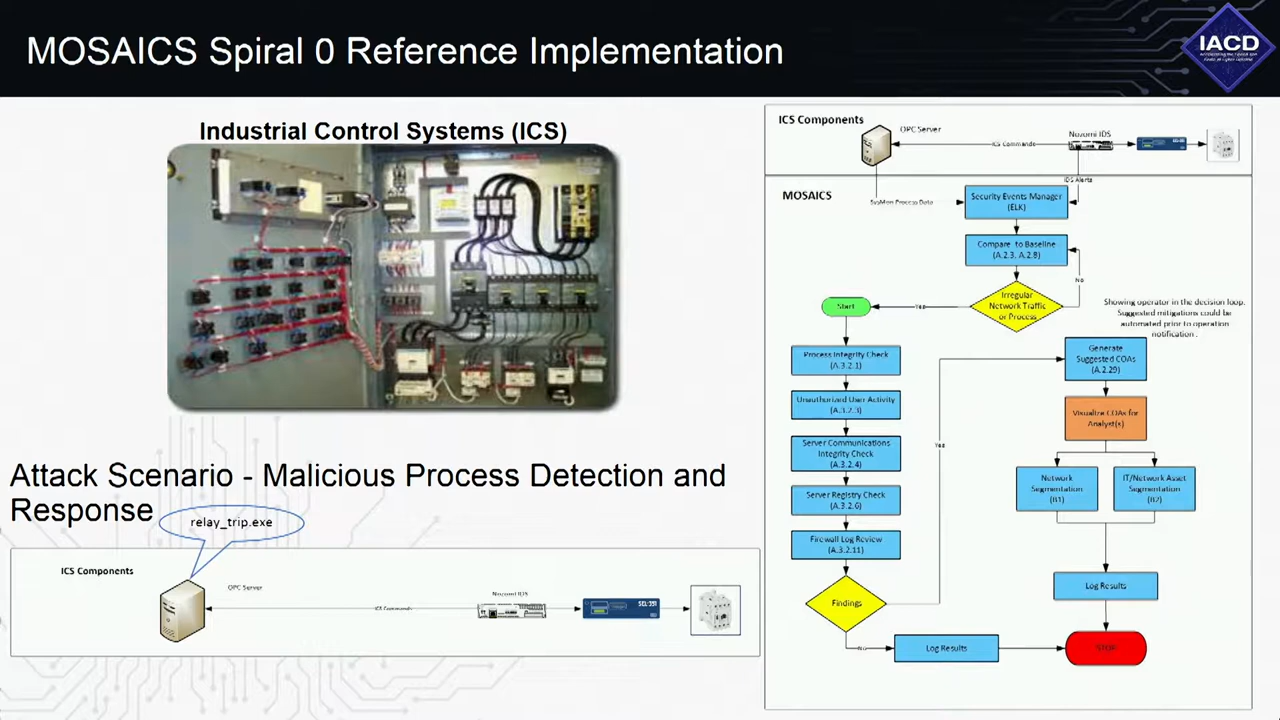 MOSAICS Spiral 0 Reference Implementation
IACD
Industrial Control Systems (ICS)
Attack Scenario - Malicious Process Detection and
Response
relay_trip.exe
ICS Components
OPC Server
ICS Commands
Nozomi IDS
SEL-351
ICS Components
OPC Server
ICS Commands
Nozomi IDS
IDS Alerts
MOSAICS
SysMon Process Data
Security Events Manager
(ELK)
Compare to Baseline
(A.2.3, A.2.8)
No
Irregular
Network Traffic
or Process
Yes
Start
Showing operator in the decision loop.
Suggested mitigations could be
automated prior to operation
notification .
Process Integrity Check
(A.3.2.1)
Unauthorized User Activity
(A.3.2.3)
Server Communications
Integrity Check
(A.3.2.4)
Server Registry Check
(A.3.2.6)
Firewall Log Review
(A.3.2.11)
Findings
Yes
No
Log Results
Generate
Suggested COAs
(A.2.29)
Visualize COAs for
Analyst(s)
Network
Segmentation
(B1)
IT/Network Asset
Segmentation
(B2)
Log Results
STOP